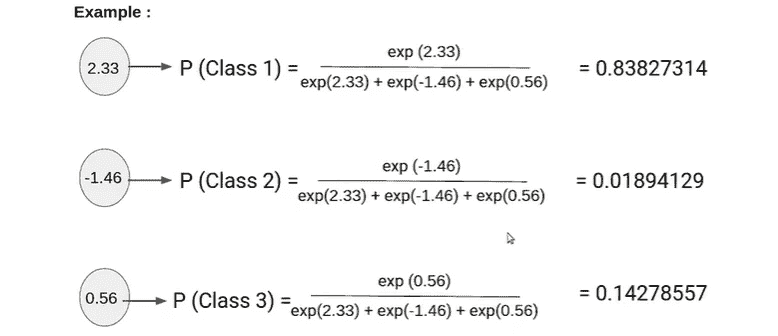 Example :
exp (2.33)
2.33 P (Class 1) = = 0.83827314
exp(2.33) + exp(-1.46) + exp(0.56)
exp (-1.46)
-1.46 P (Class 2) = = 0.01894129
exp(2.33) + exp(-1.46) + exp(0.56)
exp (0.56)
0.56 P (Class 3) = = 0.14278557
exp(2.33) + exp(-1.46) + exp(0.56)